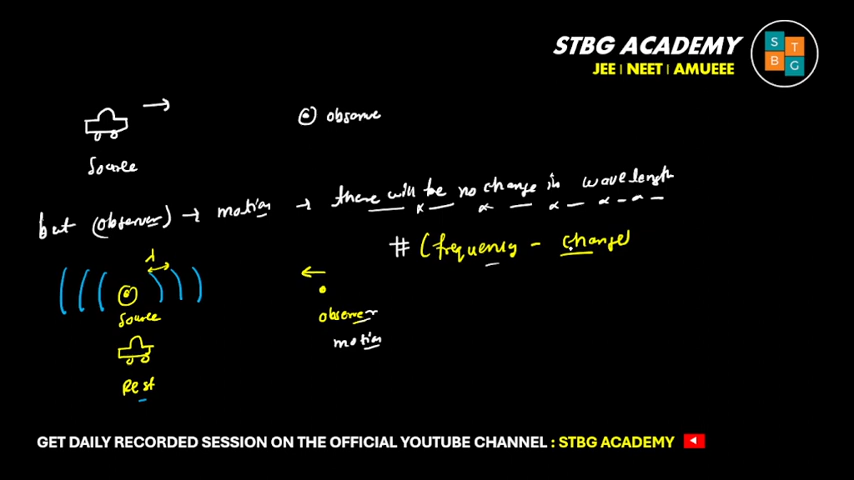 STBG ACADEMY
JEE | NEET | AMUEEE
S T
B G
observe
Source
but (observer) → motion → there will be no change in wavelength
# (frequency - change)
λ
Source
observer
motion
Rest
GET DAILY RECORDED SESSION ON THE OFFICIAL YOUTUBE CHANNEL : STBG ACADEMY